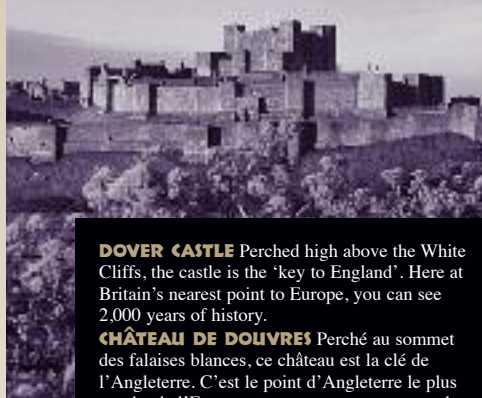 DOVER CASTLE Perched high above the White
Cliffs, the castle is the ‘key to England’. Here at
Britain’s nearest point to Europe, you can see
2,000 years of history.
CHÂTEAU DE DOUVRES Perché au sommet
des falaises blances, ce château est la clé de
l’Angleterre. C’est le point d’Angleterre le plus